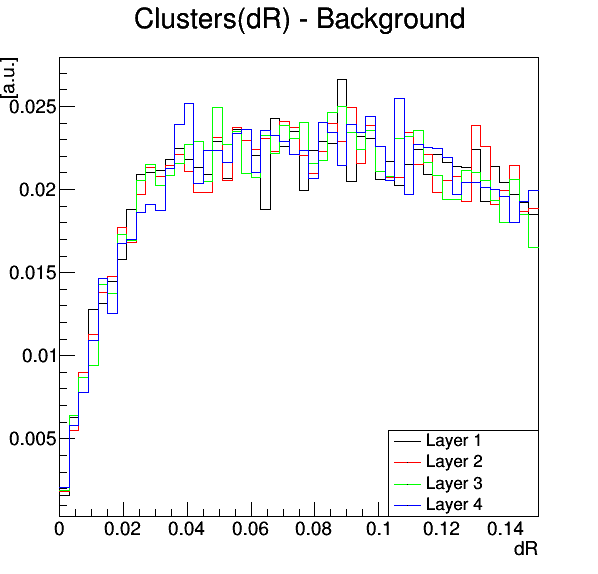 Clusters(dR) - Background
[a.u.]
0.025
0.02
0.015
0.01
0.005
Layer 1
Layer 2
Layer 3
Layer 4
0 0.02 0.04 0.06 0.08 0.1 0.12 0.14
dR